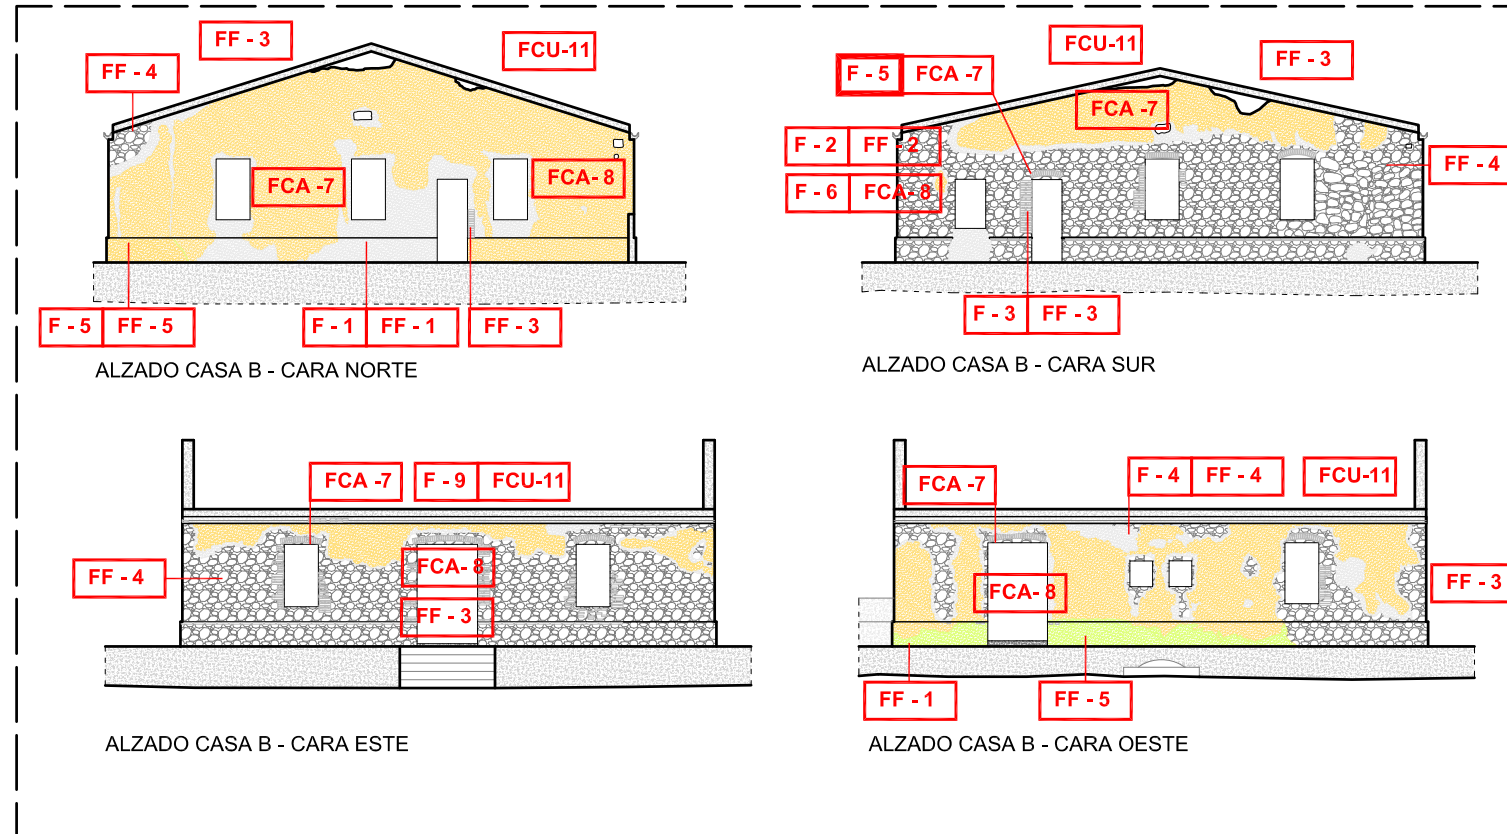 FF - 3
FCU-11
FF - 4
FCA -7
FCA- 8
F - 5 FF - 5
F - 1 FF - 1
FF - 3
ALZADO CASA B - CARA NORTE
FCU-11
FF - 3
F - 5 FCA -7
FCA -7
F - 2 FF - 2
FF - 4
F - 6 FCA- 8
F - 3 FF - 3
ALZADO CASA B - CARA SUR
FCA -7
F - 9 FCU-11
FCA- 8
FF - 4
FF - 3
ALZADO CASA B - CARA ESTE
FCA -7
F - 4 FF - 4
FCU-11
FCA- 8
FF - 3
FF - 1
FF - 5
ALZADO CASA B - CARA OESTE